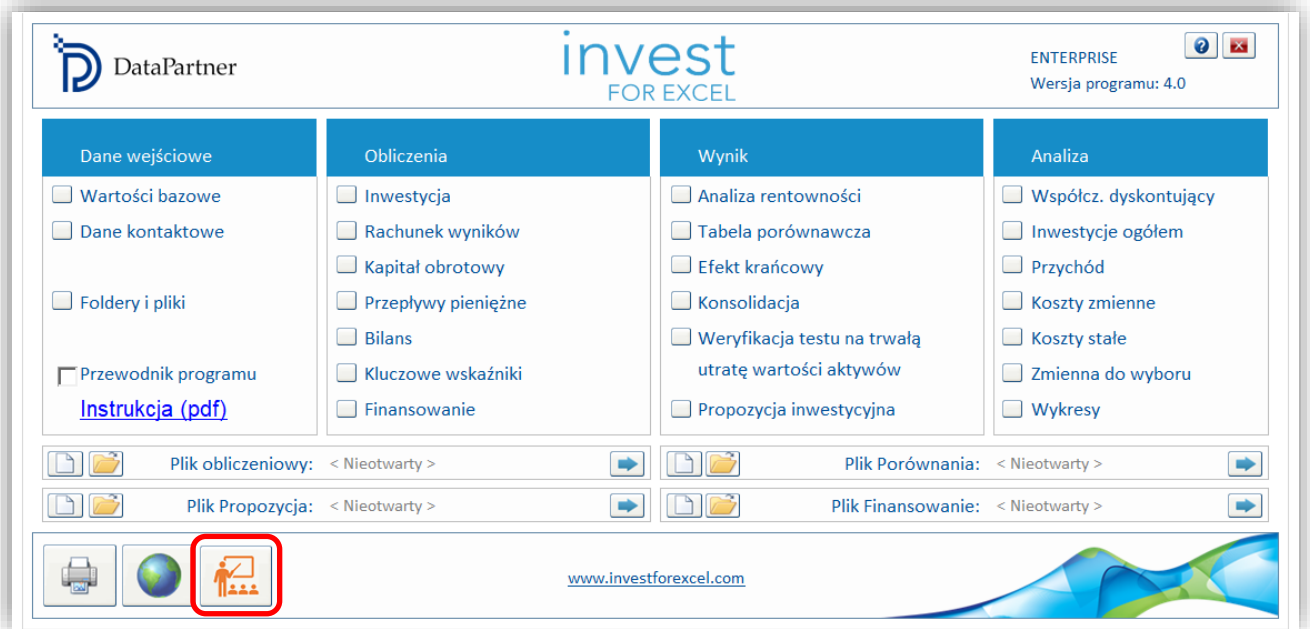 DataPartner
invest
FOR EXCEL
ENTERPRISE
Wersja programu: 4.0
Dane wejściowe
Wartości bazowe
Dane kontaktowe
Foldery i pliki
Przewodnik programu
Instrukcja (pdf)
Obliczenia
Inwestycja
Rachunek wyników
Kapitał obrotowy
Przepływy pieniężne
Bilans
Kluczowe wskaźniki
Finansowanie
Wynik
Analiza rentowności
Tabela porównawcza
Efekt krańcowy
Konsolidacja
Weryfikacja testu na trwałą
utratę wartości aktywów
Propozycja inwestycyjna
Analiza
Współcz. dyskontujący
Inwestycje ogółem
Przychód
Koszty zmienne
Koszty stałe
Zmienna do wyboru
Wykresy
Plik obliczeniowy: < Nieotwarty >
Plik Porównania: < Nieotwarty >
Plik Propozycja: < Nieotwarty >
Plik Finansowanie: < Nieotwarty >
www.investforexcel.com